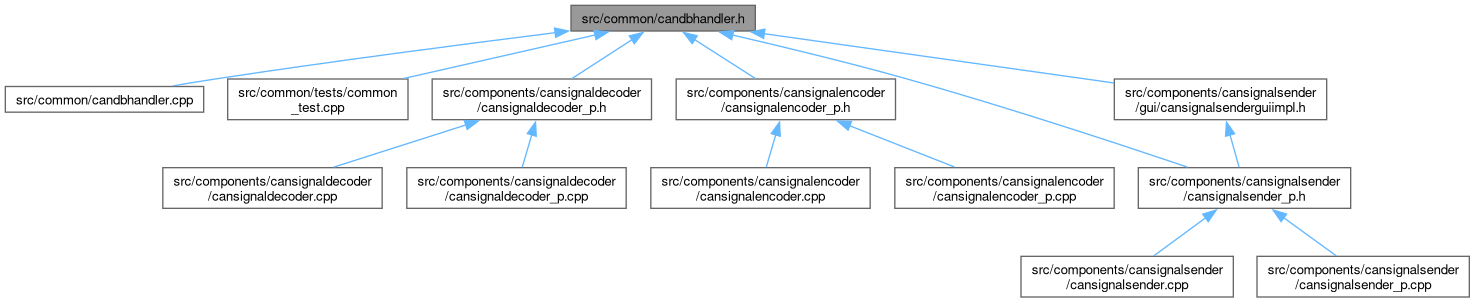 src/common/candbhandler.h
src/common/candbhandler.cpp
src/common/tests/common
_test.cpp
src/components/cansignaldecoder
/cansignaldecoder_p.h
src/components/cansignalencoder
/cansignalencoder_p.h
src/components/cansignalsender
/gui/cansignalsenderguiimpl.h
src/components/cansignaldecoder
/cansignaldecoder.cpp
src/components/cansignaldecoder
/cansignaldecoder_p.cpp
src/components/cansignalencoder
/cansignalencoder.cpp
src/components/cansignalencoder
/cansignalencoder_p.cpp
src/components/cansignalsender
/cansignalsender_p.h
src/components/cansignalsender
/cansignalsender.cpp
src/components/cansignalsender
/cansignalsender_p.cpp